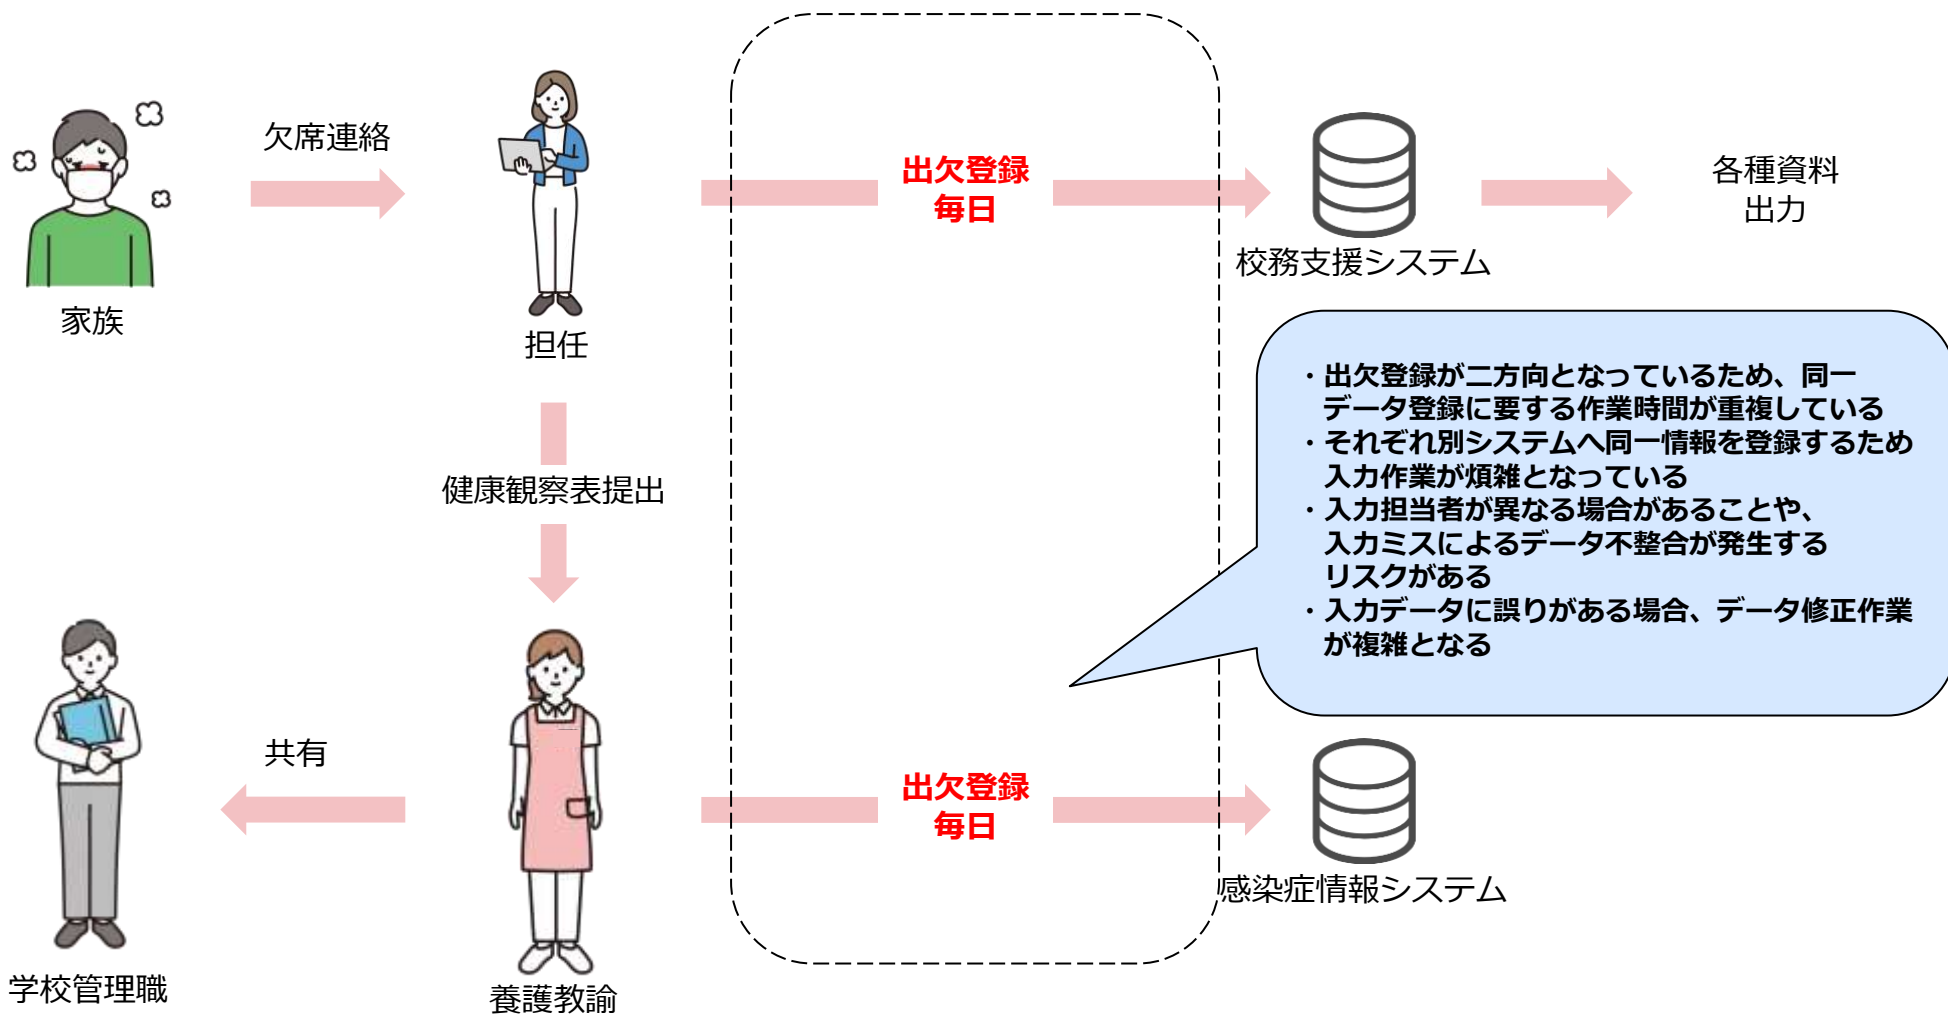 欠席連絡
家族
担任
出欠登録
毎日
校務支援システム
各種資料
出力
・出欠登録が二方向となっているため、同一
データ登録に要する作業時間が重複している
・それぞれ別システムへ同一情報を登録するため
入力作業が煩雑となっている
・入力担当者が異なる場合があることや、
入力ミスによるデータ不整合が発生する
リスクがある
・入力データに誤りがある場合、データ修正作業
が複雑となる
健康観察表提出
共有
学校管理職
養護教諭
出欠登録
毎日
感染症情報システム